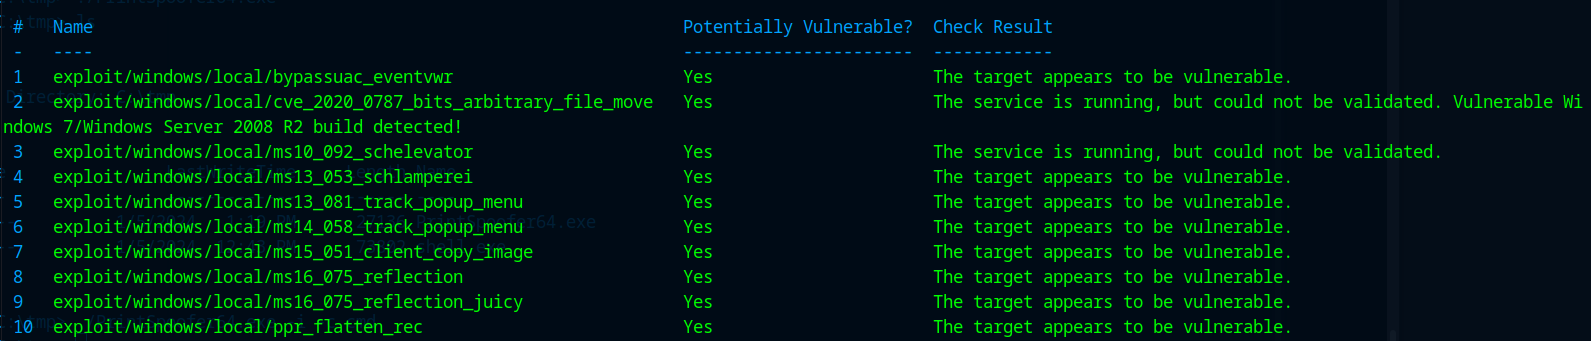 #   Name                                                           Potentially Vulnerable?  Check Result
-   ----                                                           -----------------------  ------------
1   exploit/windows/local/bypassuac_eventvwr                       Yes                      The target appears to be vulnerable.
2   exploit/windows/local/cve_2020_0787_bits_arbitrary_file_move   Yes                      The service is running, but could not be validated. Vulnerable Wi
ndows 7/Windows Server 2008 R2 build detected!
3   exploit/windows/local/ms10_092_schelevator                     Yes                      The service is running, but could not be validated.
4   exploit/windows/local/ms13_053_schlamperei                     Yes                      The target appears to be vulnerable.
5   exploit/windows/local/ms13_081_track_popup_menu                Yes                      The target appears to be vulnerable.
6   exploit/windows/local/ms14_058_track_popup_menu                Yes                      The target appears to be vulnerable.
7   exploit/windows/local/ms15_051_client_copy_image               Yes                      The target appears to be vulnerable.
8   exploit/windows/local/ms16_075_reflection                      Yes                      The target appears to be vulnerable.
9   exploit/windows/local/ms16_075_reflection_juicy                Yes                      The target appears to be vulnerable.
10  exploit/windows/local/ppr_flatten_rec                          Yes                      The target appears to be vulnerable.